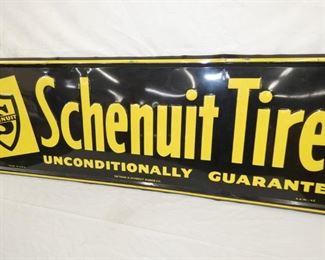 Schenuit Tire
UNCONDITIONALLY GUARANTE